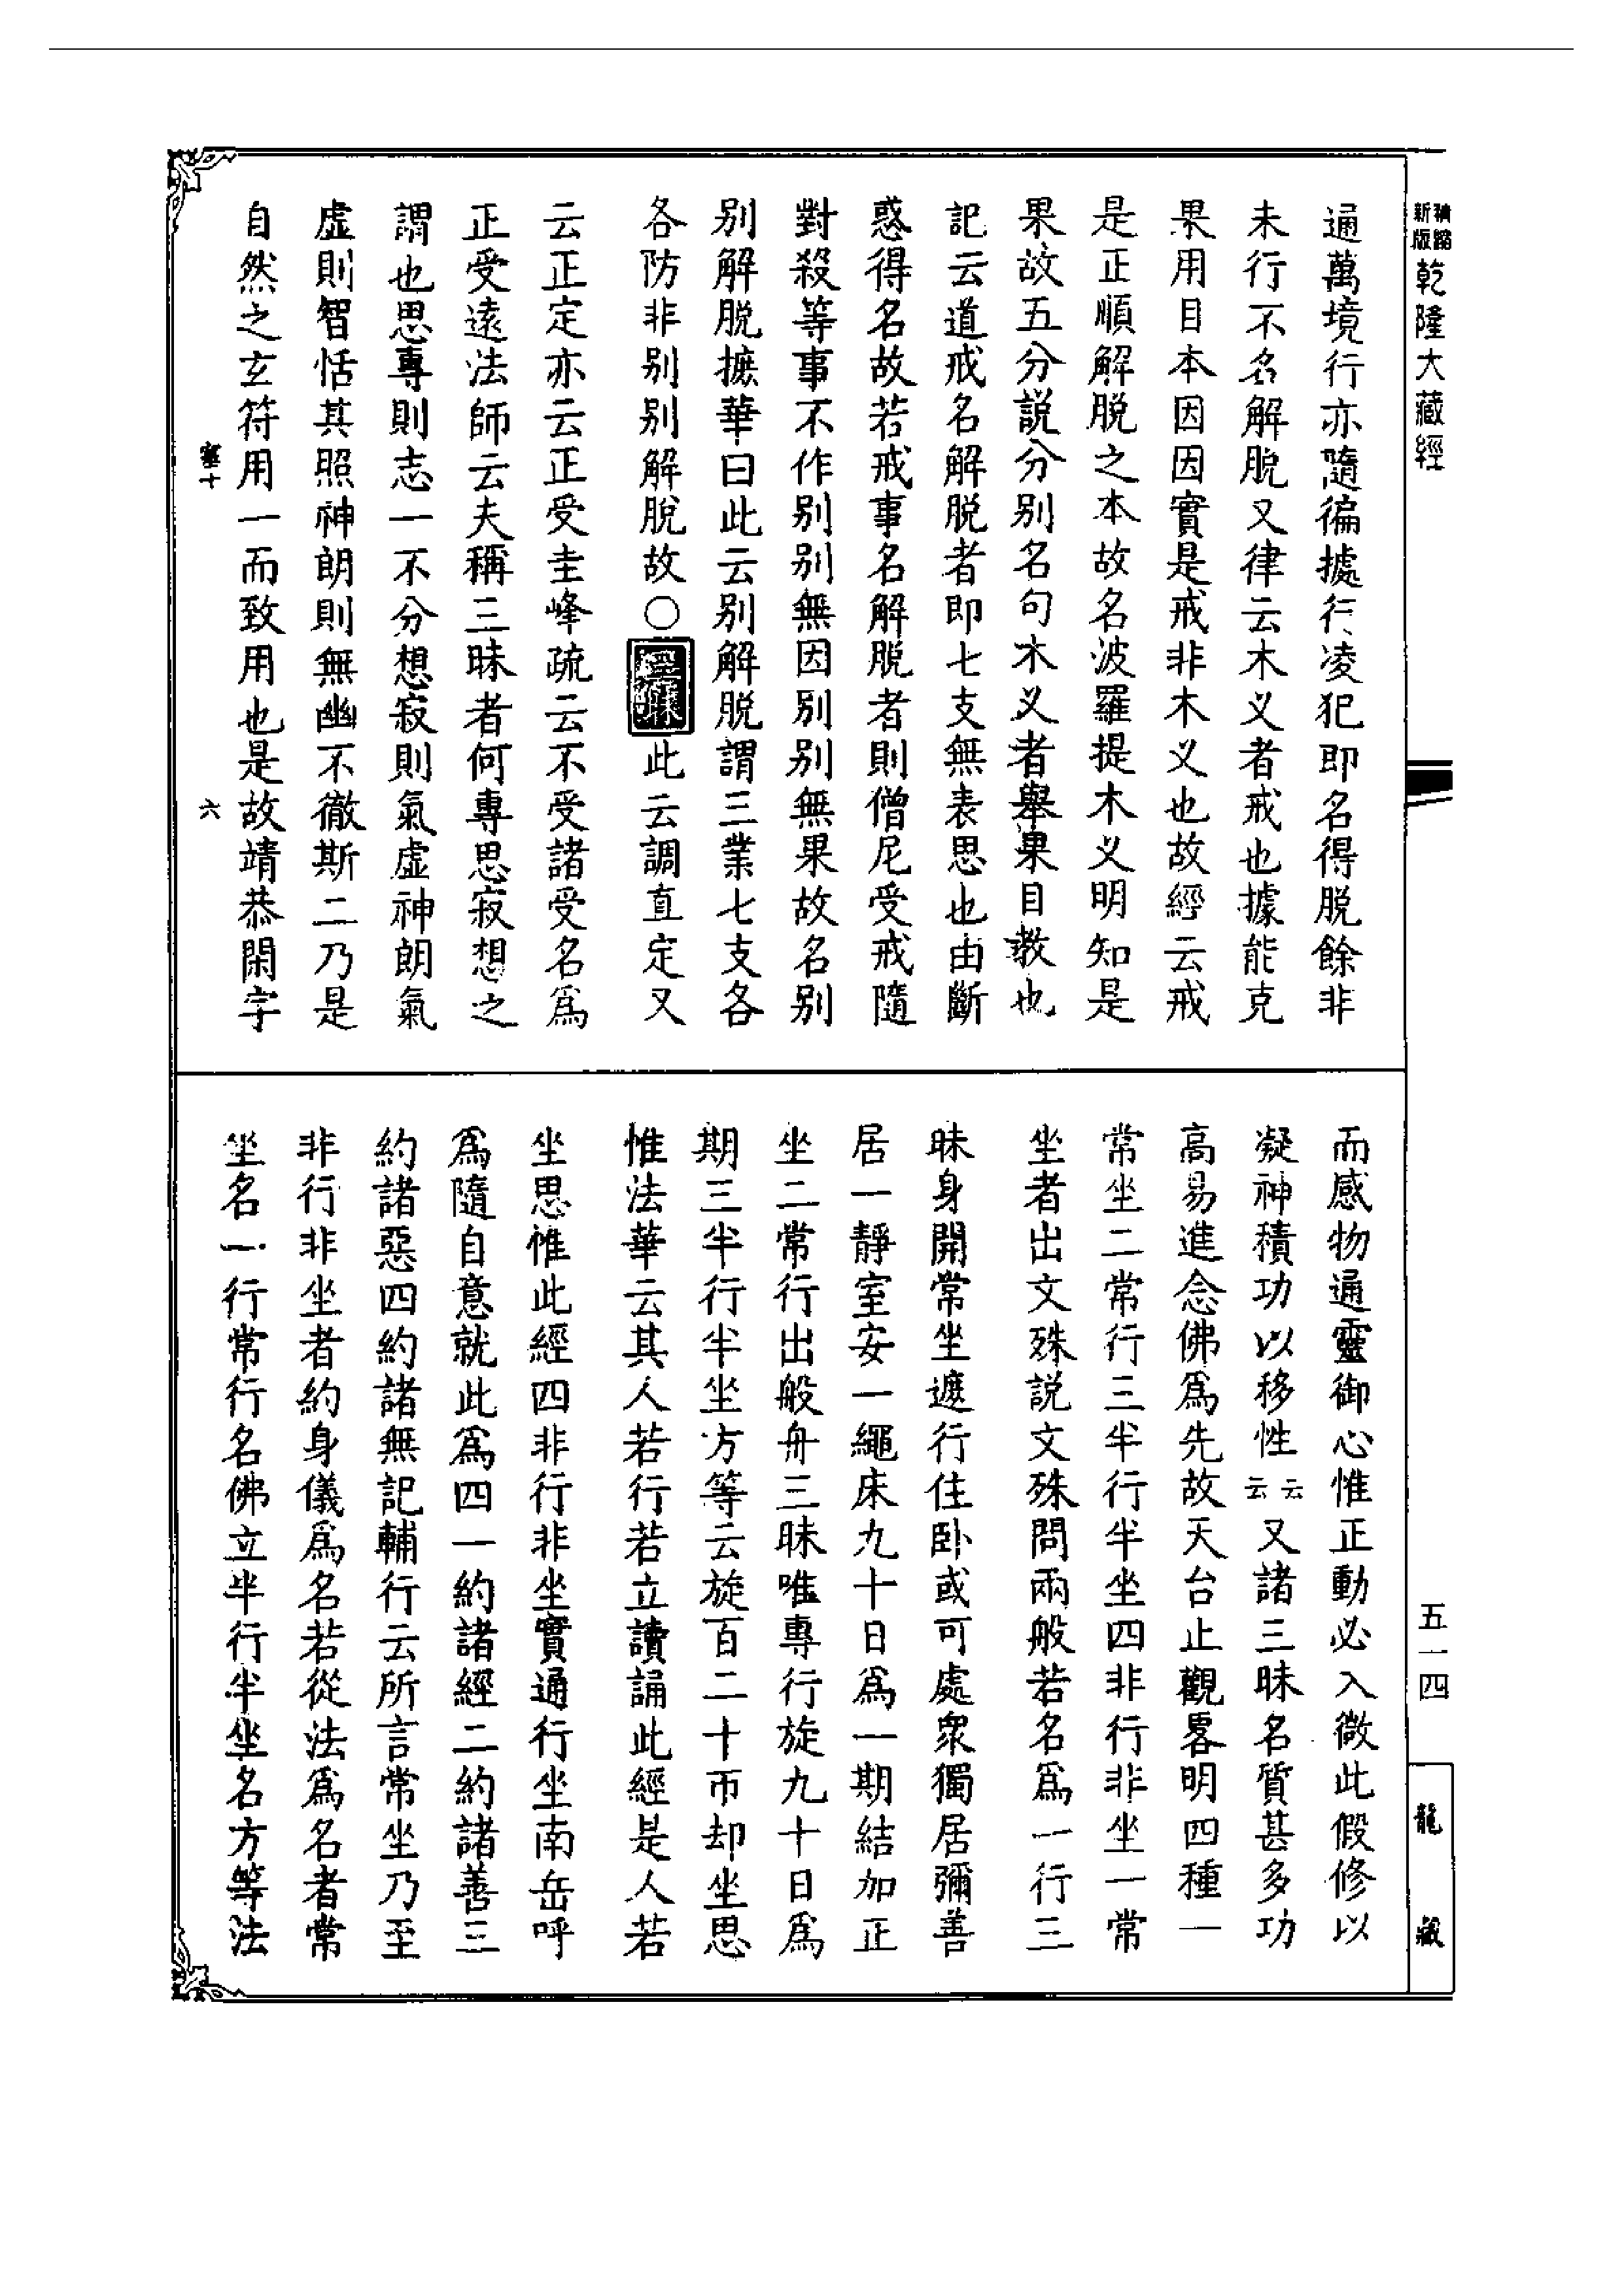 精縮新版乾隆大藏經
通萬境行亦隨徧據行凌犯即名得脫餘非
未行不名解脫又律云木义者戒也據能克
果用目本因因實是戒非木义也故經云戒
是正順解脫之本故名波羅提木义明知是
果故五分説分別名句木义者舉果目教也
記云道戒名解脫者即七支無表思也由斷
惑得名故若戒事名解脫者則僧尼受戒隨
對殺等事不作別別無因別別無果故名別
別解脫摭華曰此云別解脫謂三業七支各
各防非別別解脫故○
此云調直定又
云正定亦云正受圭峰疏云不受諸受名爲
正受遠法師云夫稱三昧者何專思寂想之
謂也思專則志一不分想寂則氣虛神朗氣
虛則智恬其照神朗則無幽不徹斯二乃是
自然之玄符用一而致用也是故靖恭閑宇
十
六
而感物通靈御心惟正動必入微此假修以
凝神積功以移性云云又諸三昧名質甚多功
高易進念佛爲先故天台止觀畧明四種一
常坐二常行三半行半坐四非行非坐一常
坐者出文殊説文殊問兩般若名爲一行三
昧身開常坐遮行住卧或可處衆獨居彌善
居一靜室安一繩床九十日爲一期結加正
坐二常行出般舟三昧唯專行旋九十日爲
期三半行半坐方等云旋百二十帀却坐思
惟法華云其人若行若立讀誦此經是人若
坐思惟此經四非行非坐實通行坐南岳呼
爲隨自意就此爲四一約諸經二約諸善三
約諸惡四約諸無記輔行云所言常坐乃至
非行非坐者約身儀爲名若從法爲名者常
坐名一行常行名佛立半行半坐名方等法
五一四
龍藏